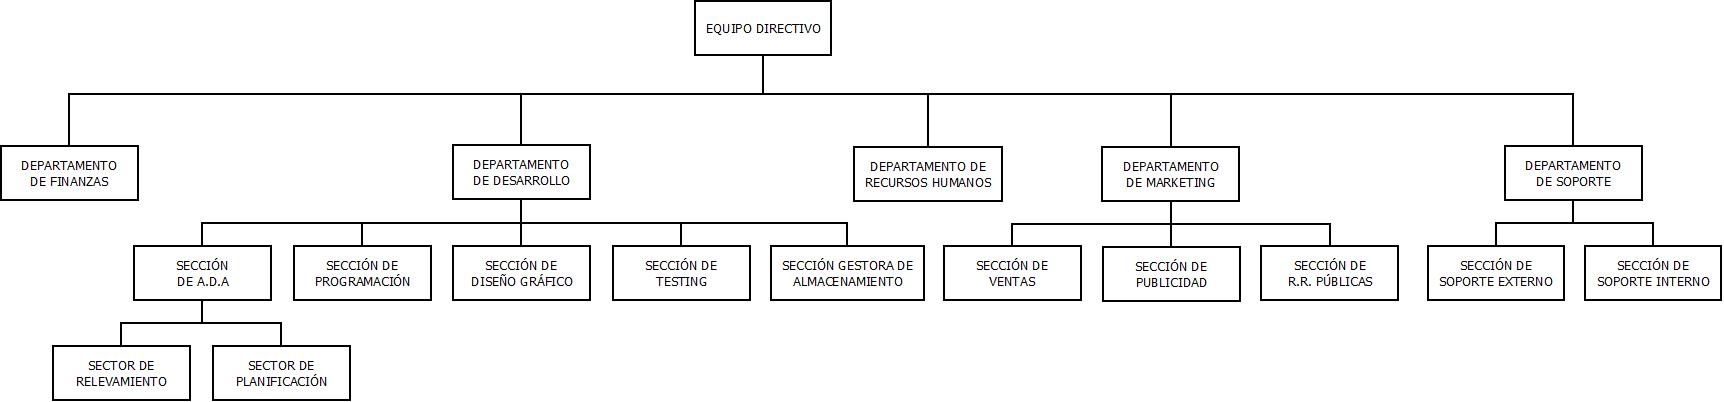 EQUIPO DIRECTIVO
DEPARTAMENTO
DE FINANZAS
DEPARTAMENTO
DE DESARROLLO
DEPARTAMENTO DE
RECURSOS HUMANOS
DEPARTAMENTO
DE MARKETING
DEPARTAMENTO
DE SOPORTE
SECCIÓN
DE A.D.A
SECCIÓN DE
PROGRAMACIÓN
SECCIÓN DE
DISEÑO GRÁFICO
SECCIÓN DE
TESTING
SECCIÓN GESTORA DE
ALMACENAMIENTO
SECCIÓN DE
VENTAS
SECCIÓN DE
PUBLICIDAD
SECCIÓN DE
R.R. PÚBLICAS
SECCIÓN DE
SOPORTE EXTERNO
SECCIÓN DE
SOPORTE INTERNO
SECTOR DE
RELEVAMIENTO
SECTOR DE
PLANIFICACIÓN